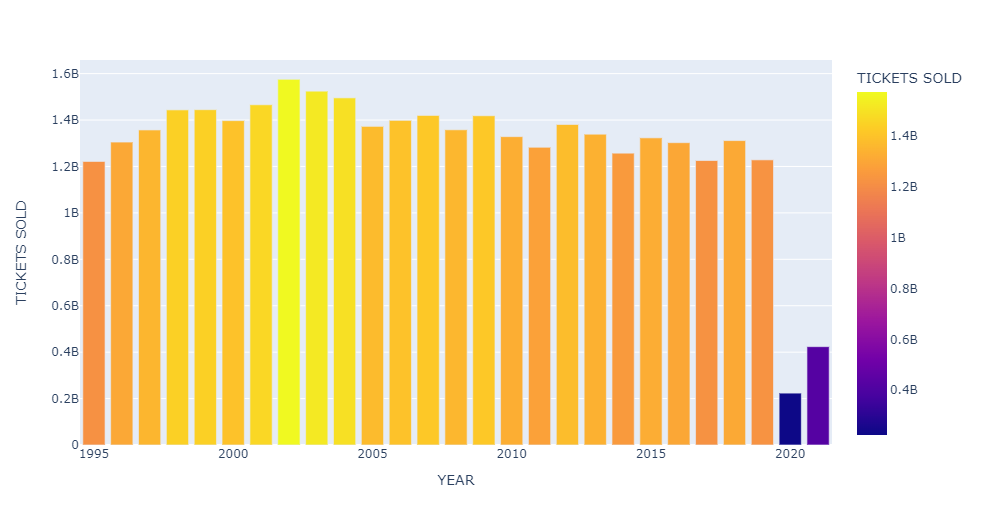 TICKETS SOLD
1.6B
1.4B
1.2B
1B
0.8B
0.6B
0.4B
0.2B
0
1995
2000
2005
2010
2015
2020
YEAR
TICKETS SOLD
1.4B
1.2B
1B
0.8B
0.6B
0.4B